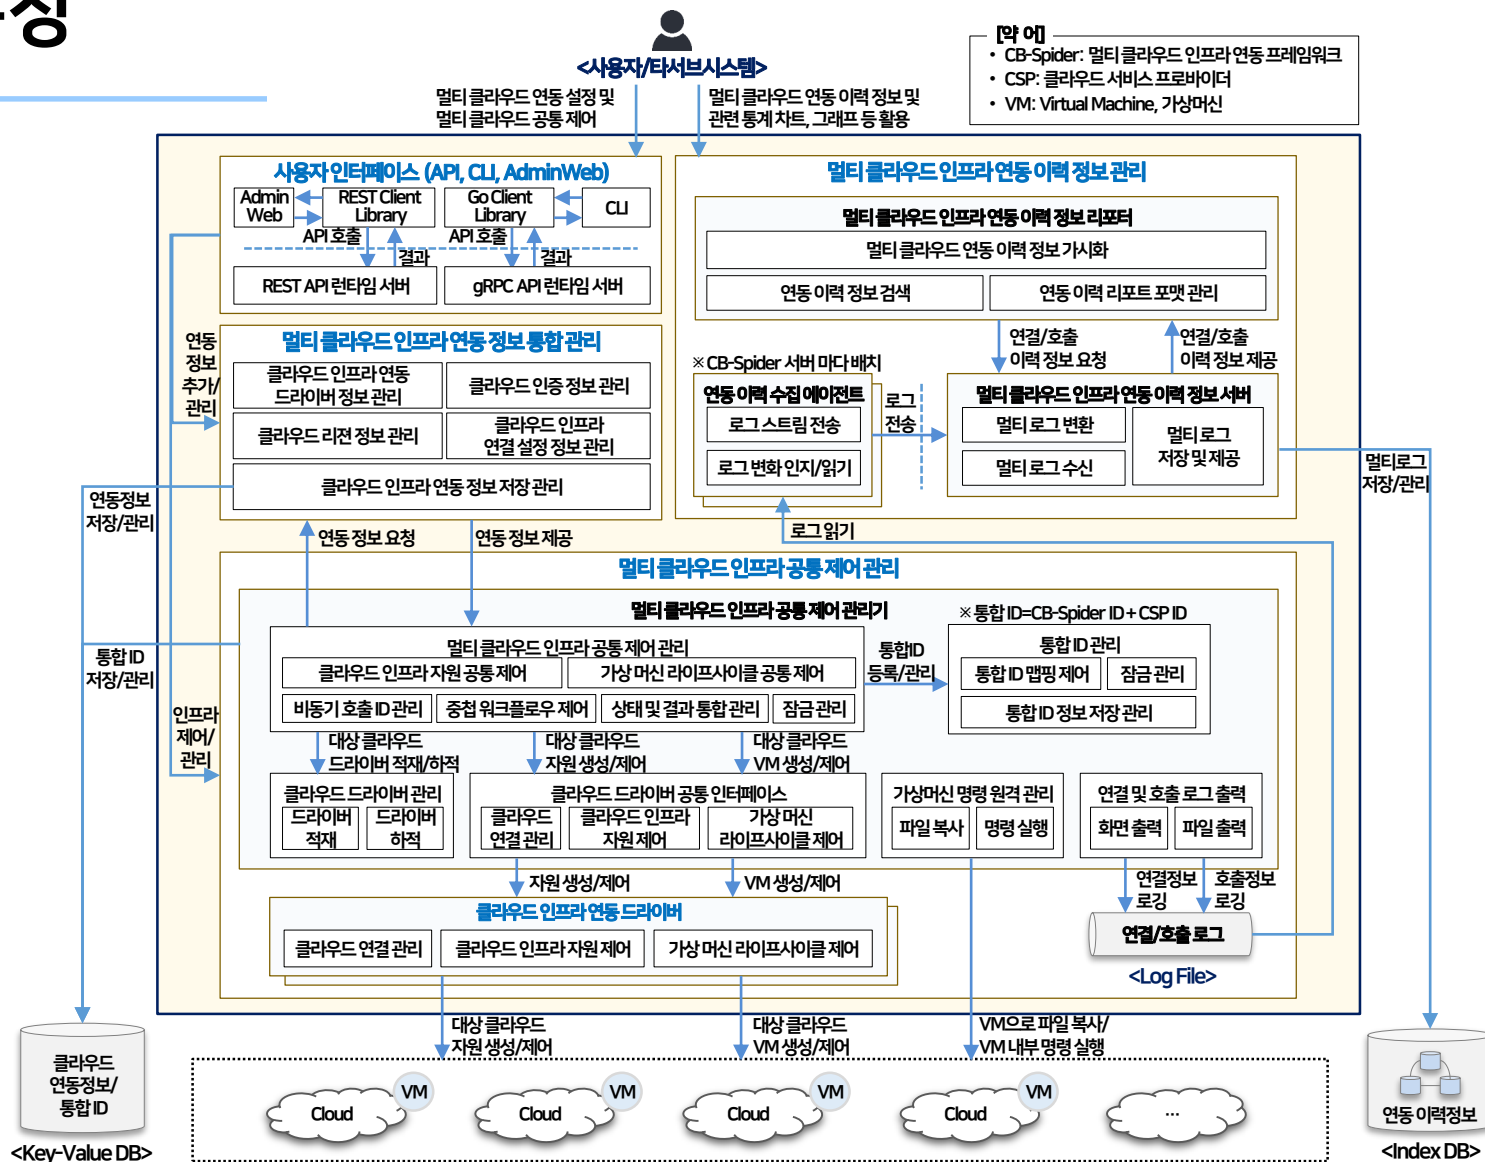 [약 어]
• CB-Spider: 멀티 클라우드 인프라 연동 프레임워크
• CSP: 클라우드 서비스 프로바이더
• VM: Virtual Machine, 가상머신
<사용자/타서브시스템>
멀티 클라우드 연동 설정 및
멀티 클라우드 공통 제어
멀티 클라우드 연동 이력 정보 및
관련 통계 차트, 그래프 등 활용
사용자 인터페이스 (API, CLI, AdminWeb)
Admin
Web
REST Client
Library
Go Client
Library
CLI
API 호출
결과
API 호출
결과
REST API 런타임 서버
gRPC API 런타임 서버
멀티 클라우드 인프라 연동 이력 정보 관리
멀티 클라우드 인프라 연동 이력 정보 리포터
멀티 클라우드 연동 이력 정보 가시화
연동 이력 정보 검색
연동 이력 리포트 포맷 관리
연결/호출
이력 정보 요청
연결/호출
이력 정보 제공
※ CB-Spider 서버 마다 배치
연동 이력 수집 에이전트
로그 스트림 전송
로그 변화 인지/읽기
로그
전송
멀티 클라우드 인프라 연동 이력 정보 서버
멀티 로그 변환
멀티 로그 수신
멀티 로그
저장 및 제공
멀티로그
저장/관리
로그 읽기
연동
정보
추가/
관리
멀티 클라우드 인프라 연동 정보 통합 관리
클라우드 인프라 연동
드라이버 정보 관리
클라우드 인증 정보 관리
클라우드 리젼 정보 관리
클라우드 인프라
연결 설정 정보 관리
클라우드 인프라 연동 정보 저장 관리
연동정보
저장/관리
연동 정보 요청
연동 정보 제공
멀티 클라우드 인프라 공통 제어 관리
멀티 클라우드 인프라 공통 제어 관리기
※ 통합 ID=CB-Spider ID + CSP ID
멀티 클라우드 인프라 공통 제어 관리
클라우드 인프라 자원 공통 제어
가상 머신 라이프사이클 공통 제어
비동기 호출 ID 관리
중첩 워크플로우 제어
상태 및 결과 통합 관리
잠금 관리
통합ID
등록/관리
통합 ID 관리
통합 ID 맵핑 제어
잠금 관리
통합 ID 정보 저장 관리
통합 ID
저장/관리
인프라
제어/
관리
대상 클라우드
드라이버 적재/하적
대상 클라우드
자원 생성/제어
대상 클라우드
VM 생성/제어
클라우드 드라이버 관리
드라이버
적재
드라이버
하적
클라우드 드라이버 공통 인터페이스
클라우드
연결 관리
클라우드 인프라
자원 제어
가상 머신
라이프사이클 제어
가상머신 명령 원격 관리
파일 복사
명령 실행
연결 및 호출 로그 출력
화면 출력
파일 출력
자원 생성/제어
VM 생성/제어
연결정보
로깅
호출정보
로깅
클라우드 인프라 연동 드라이버
클라우드 연결 관리
클라우드 인프라 자원 제어
가상 머신 라이프사이클 제어
연결/호출 로그
<Log File>
대상 클라우드
자원 생성/제어
대상 클라우드
VM 생성/제어
VM으로 파일 복사/
VM 내부 명령 실행
클라우드
연동정보/
통합 ID
<Key-Value DB>
Cloud
VM
Cloud
VM
Cloud
VM
Cloud
VM
...
연동 이력정보
<Index DB>